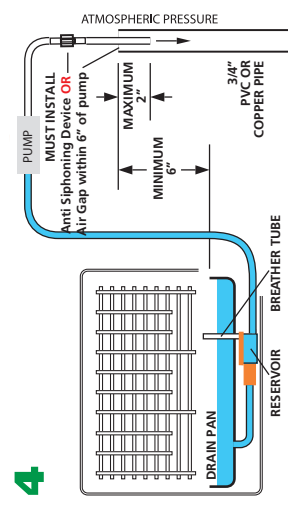 4
ATMOSPHERIC PRESSURE
PUMP
MUST INSTALL
Anti Siphoning Device OR
Air Gap within 6” of pump
MAXIMUM
2”
MINIMUM
6”
3/4”
PVC OR
COPPER PIPE
DRAIN PAN
BREATHER TUBE
RESERVOIR